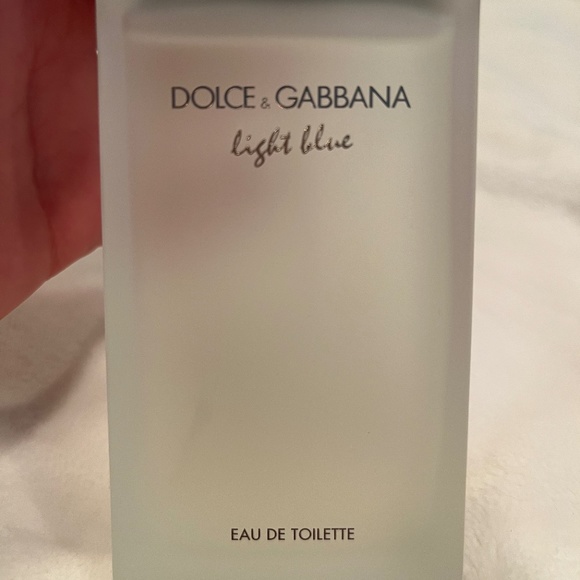 DOLCE & GABBANA
light blue
EAU DE TOILETTE